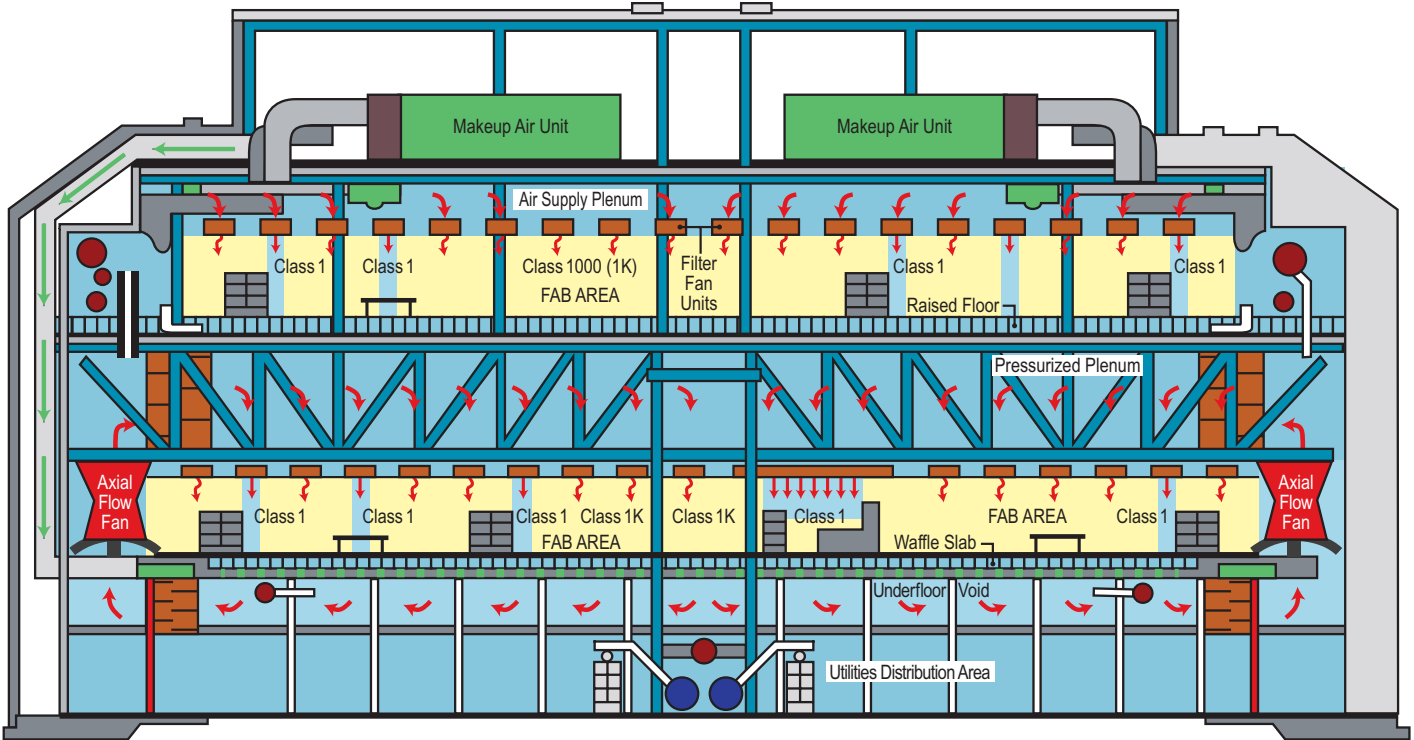 Makeup Air Unit
Makeup Air Unit
Air Supply Plenum
Class 1
Class 1
Class 1000 (1K)
FAB AREA
Filter
Fan
Units
Class 1
Class 1
Raised Floor
Pressurized Plenum
Axial
Flow
Fan
Class 1
Class 1
Class 1
Class 1K
FAB AREA
Class 1K
Class 1
FAB AREA
Class 1
Axial
Flow
Fan
Waffle Slab
Underfloor Void
Utilities Distribution Area